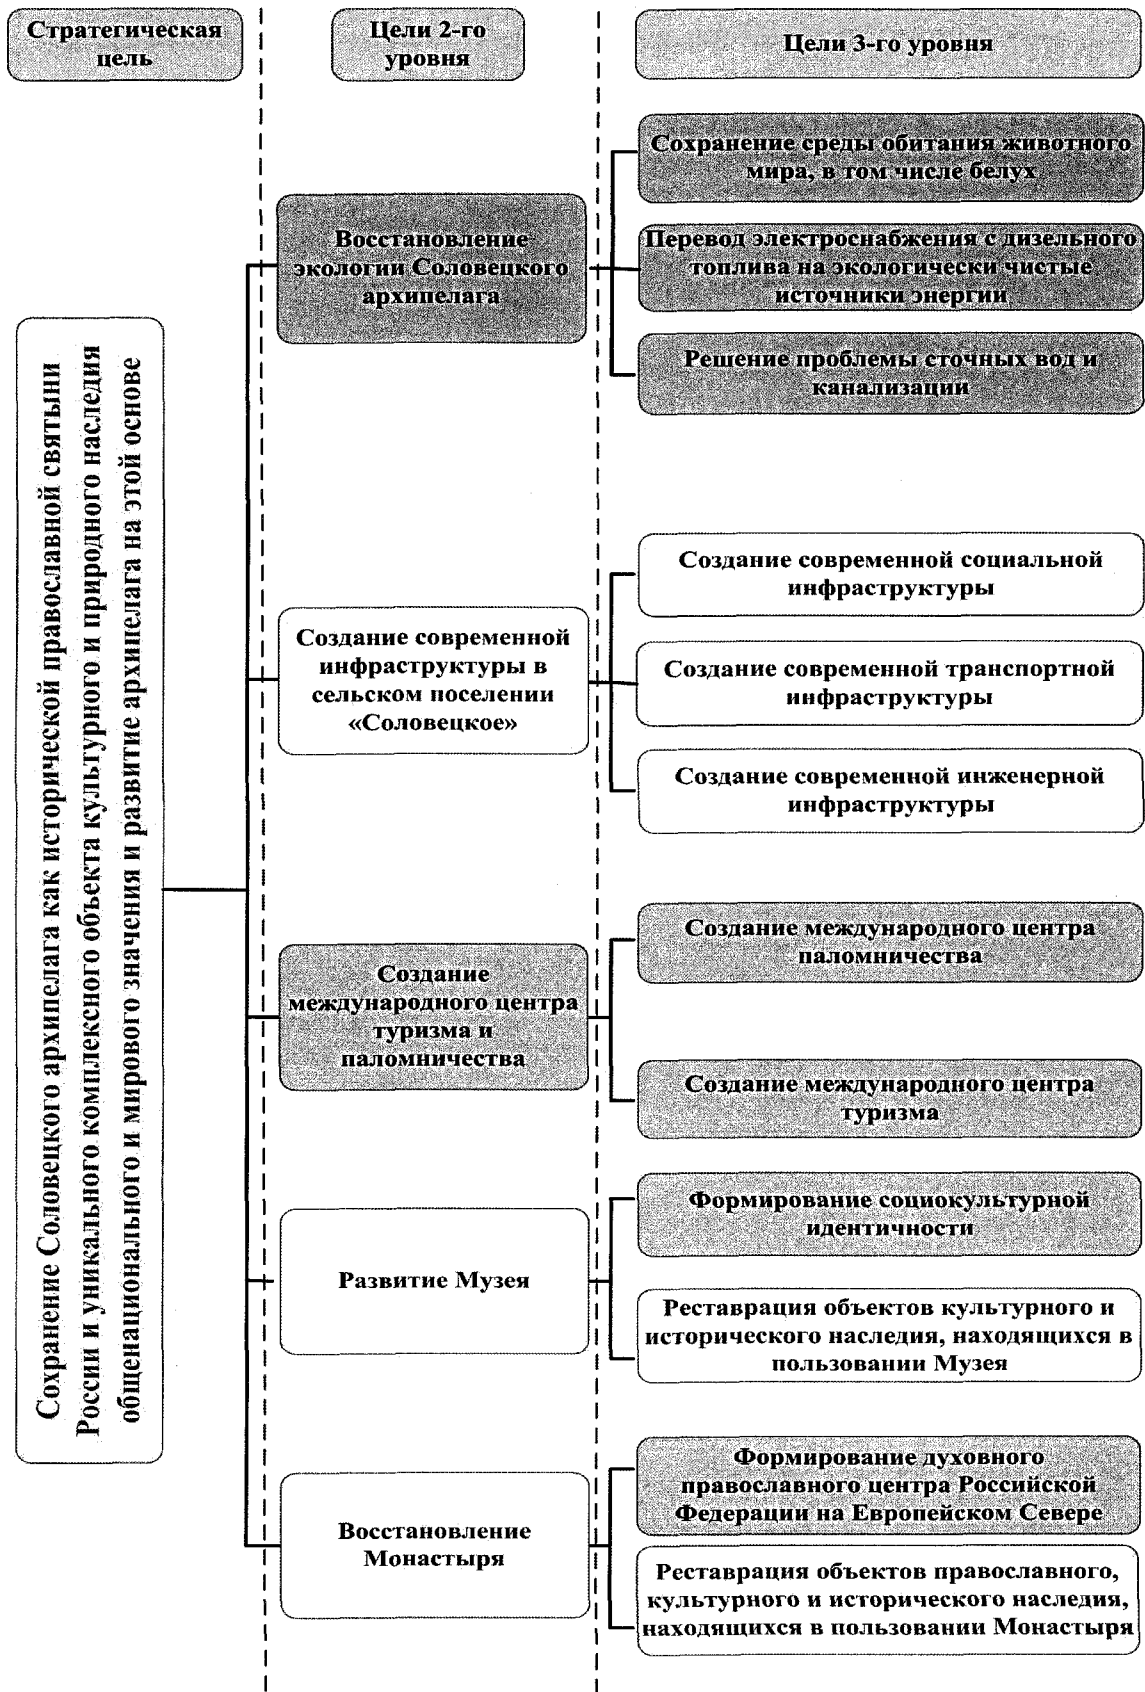 Стратегическая
цель
Цели 2-го
уровня
Цели 3-го уровня
Сохранение Соловецкого архипелага как исторической православной святыни
России и уникального комплексного объекта культурного и природного наследия
общенационального и мирового значения и развитие архипелага на этой основе
Восстановление
экологии Соловецкого
архипелага
Сохранение среды обитания животного
мира, в том числе белух
Перевод электроснабжения с дизельного
топлива на экологически чистые
источники энергии
Решение проблемы сточных вод и
канализации
Создание современной
инфраструктуры в
сельском поселении
«Соловецкое»
Создание современной социальной
инфраструктуры
Создание современной транспортной
инфраструктуры
Создание современной инженерной
инфраструктуры
Создание
международного центра
туризма и
паломничества
Создание международного центра
паломничества
Создание международного центра
туризма
Развитие Музея
Формирование социокультурной
идентичности
Реставрация объектов культурного и
исторического наследия, находящихся в
пользовании Музея
Восстановление
Монастыря
Формирование духовного
православного центра Российской
Федерации на Европейском Севере
Реставрация объектов православного,
культурного и исторического наследия,
находящихся в пользовании Монастыря